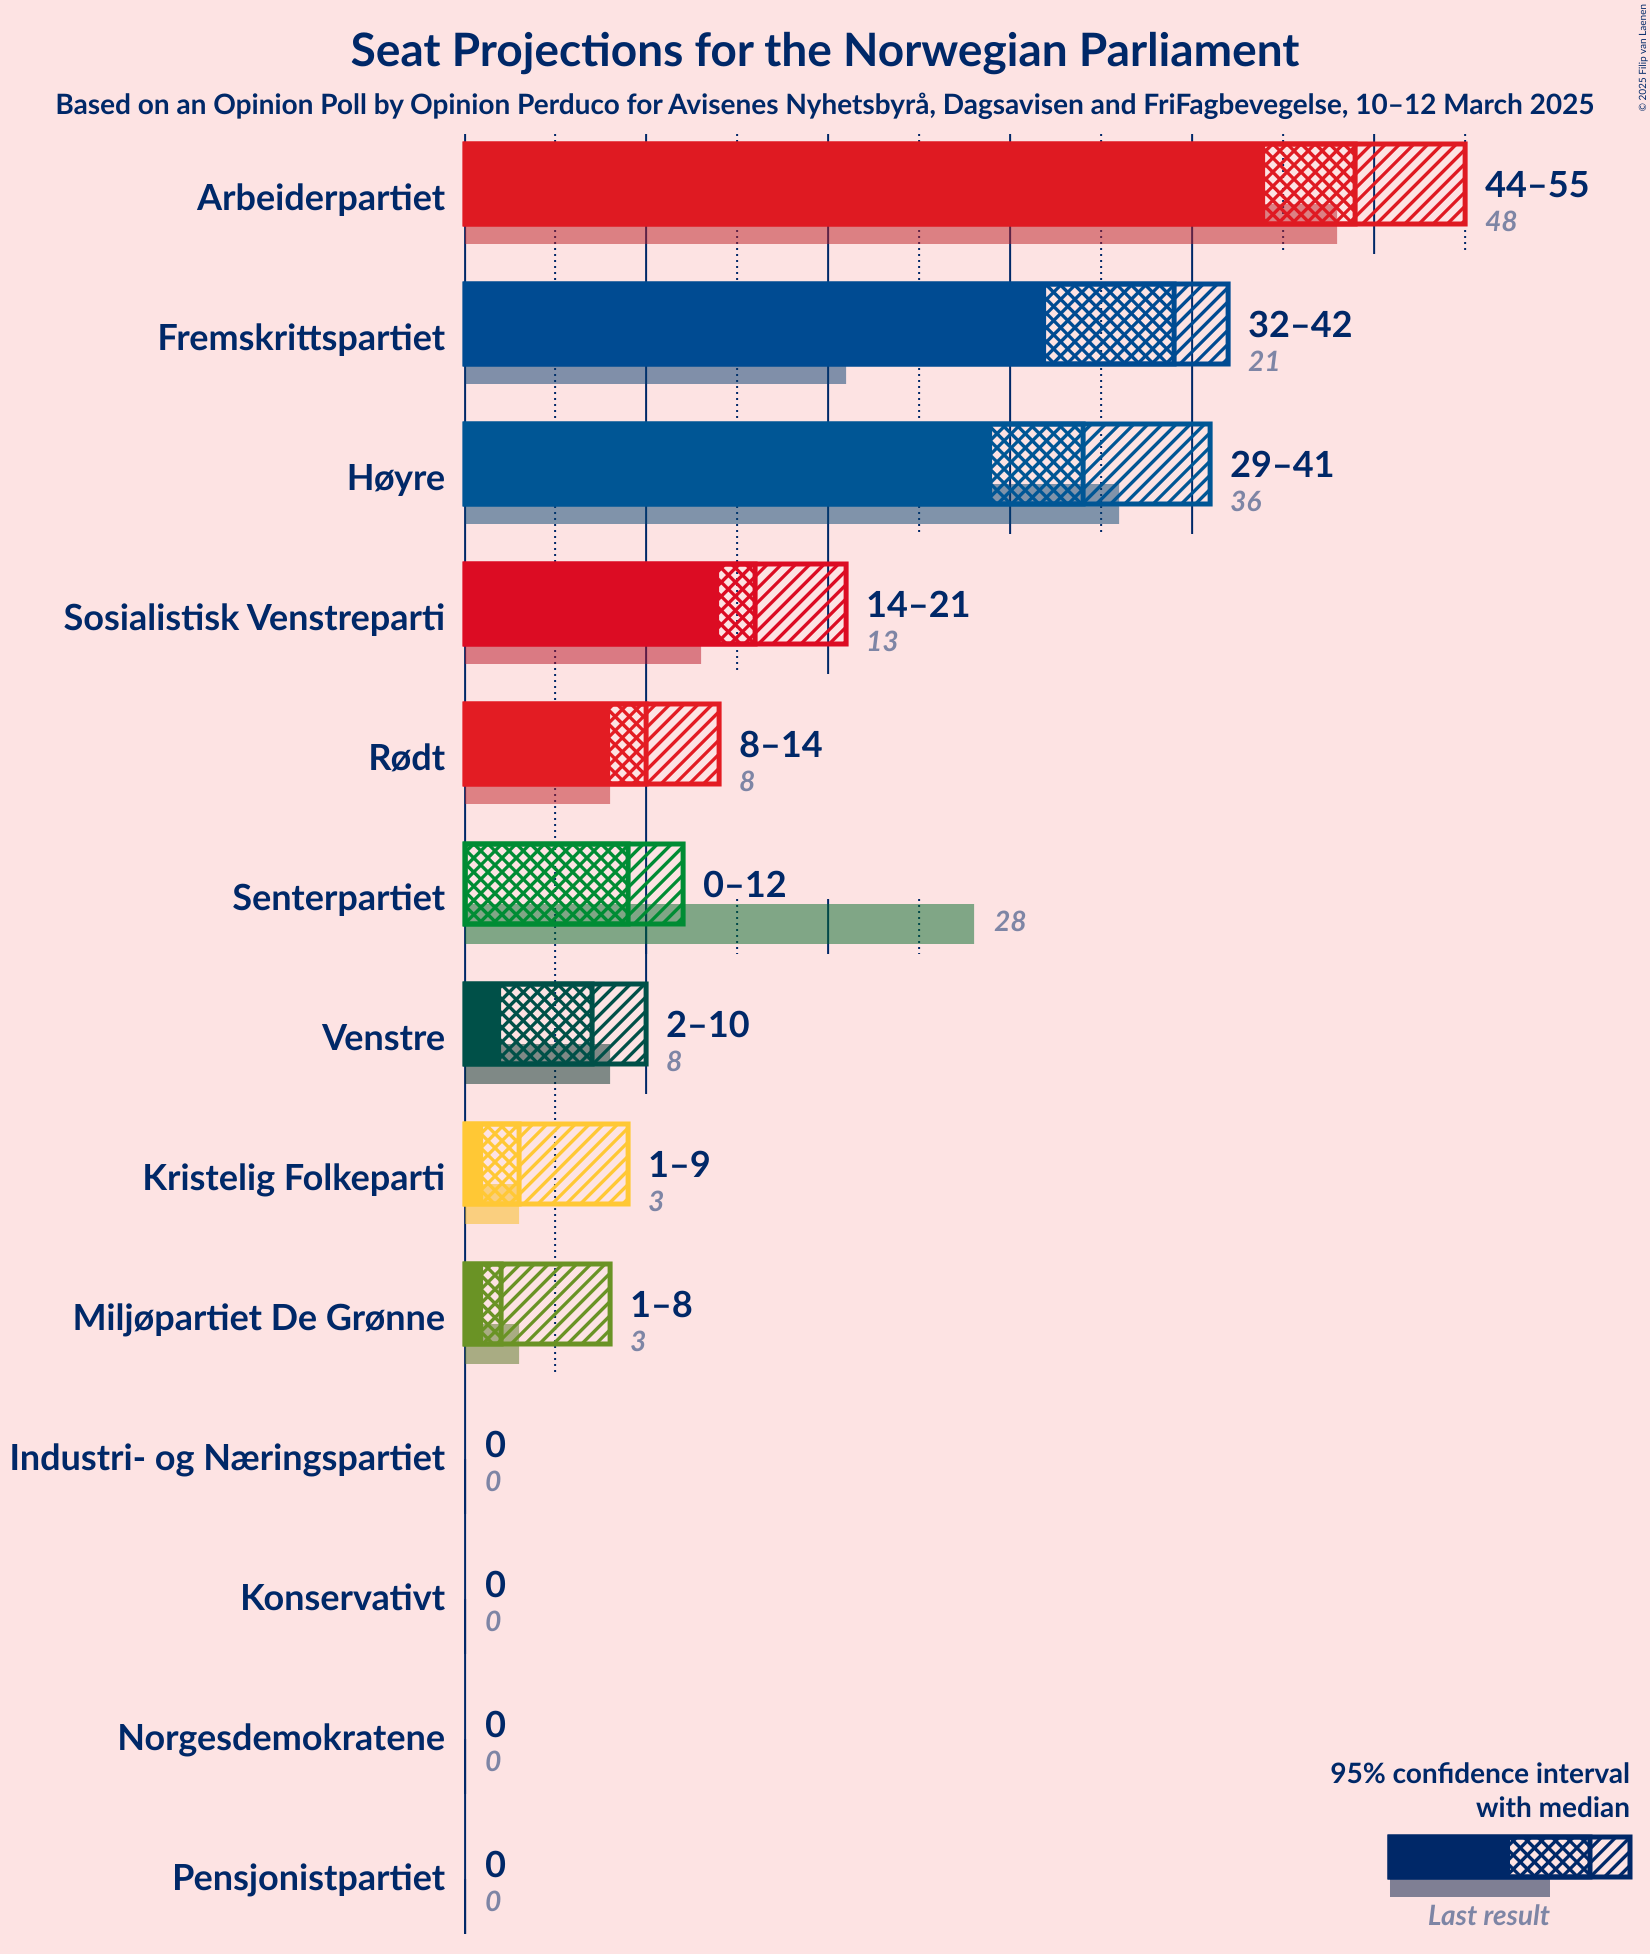 Seat Projections for the Norwegian Parliament
Based on an Opinion Poll by Opinion Perduco for Avisenes Nyhetsbyrå, Dagsavisen and FriFagbevegelse, 10–12 March 2025
© 2025 Filip van Laenen
Arbeiderpartiet
44–55
48
Fremskrittspartiet
32–42
21
Høyre
29–41
36
Sosialistisk Venstreparti
14–21
13
Rødt
8–14
8
Senterpartiet
0–12
28
Venstre
2–10
8
Kristelig Folkeparti
1–9
3
Miljøpartiet De Grønne
1–8
3
Industri- og Næringspartiet
0
0
Konservativt
0
0
Norgesdemokratene
0
0
Pensjonistpartiet
0
0
95% confidence interval
with median
Last result